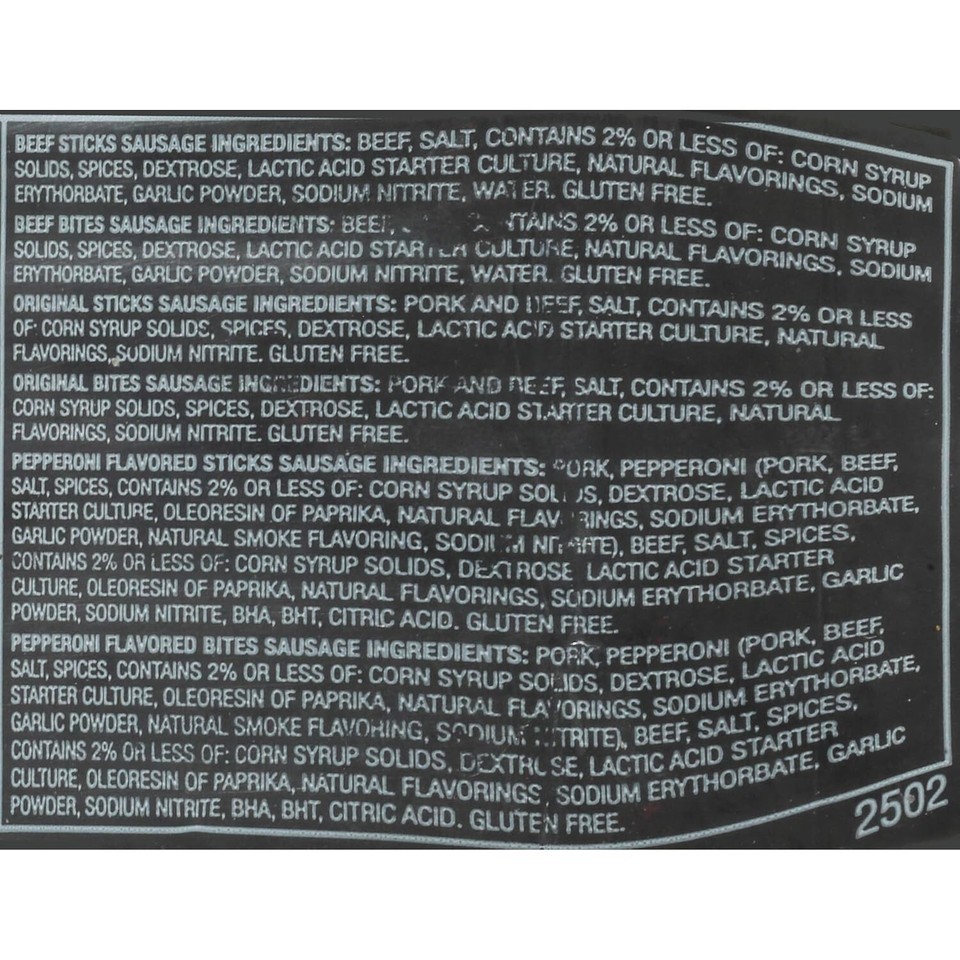 BEEF STICKS SAUSAGE INGREDIENTS: BEEF, SALT, CONTAINS 2% OR LESS OF: CORN SYRUP
SOLIDS, SPICES, DEXTROSE, LACTIC ACID STARTER CULTURE, NATURAL FLAVORINGS, SODIUM
ERYTHORBATE, GARLIC POWDER, SODIUM NITRITE, WATER. GLUTEN FREE.
BEEF BITES SAUSAGE INGREDIENTS: BEEF, 2% OR LESS OF: CORN SYRUP
SOLIDS, SPICES, DEXTROSE, LACTIC ACID STARTER CULTURE, NATURAL FLAVORINGS, SODIUM
ERYTHORBATE, GARLIC POWDER, SODIUM NITRITE, WATER. GLUTEN FREE.
ORIGINAL STICKS SAUSAGE INGREDIENTS: PORK AND BEEF, SALT, CONTAINS 2% OR LESS
OF: CORN SYRUP SOLIDS, SPICES, DEXTROSE, LACTIC ACID STARTER CULTURE, NATURAL
FLAVORINGS, SODIUM NITRITE. GLUTEN FREE.
ORIGINAL BITES SAUSAGE INGREDIENTS: PORK AND BEEF, SALT, CONTAINS 2% OR LESS OF:
CORN SYRUP SOLIDS, SPICES, DEXTROSE, LACTIC ACID STARTER CULTURE, NATURAL
FLAVORINGS, SODIUM NITRITE. GLUTEN FREE.
PEPPERONI FLAVORED STICKS SAUSAGE INGREDIENTS: PORK, PEPPERONI (PORK, BEEF,
SALT, SPICES, CONTAINS 2% OR LESS OF: CORN SYRUP SOLIDS, DEXTROSE, LACTIC ACID
STARTER CULTURE, OLEORESIN OF PAPRIKA, NATURAL FLAVORINGS, SODIUM ERYTHORBATE,
GARLIC POWDER, NATURAL SMOKE FLAVORING, SODIUM NITRITE), BEEF, SALT, SPICES,
CONTAINS 2% OR LESS OF: CORN SYRUP SOLIDS, DEXTROSE LACTIC ACID STARTER
CULTURE, OLEORESIN OF PAPRIKA, NATURAL FLAVORINGS, SODIUM ERYTHORBATE, GARLIC
POWDER, SODIUM NITRITE, BHA, BHT, CITRIC ACID. GLUTEN FREE.
PEPPERONI FLAVORED BITES SAUSAGE INGREDIENTS: PORK, PEPPERONI (PORK, BEEF,
SALT, SPICES, CONTAINS 2% OR LESS OF: CORN SYRUP SOLIDS, DEXTROSE, LACTIC ACID
STARTER CULTURE, OLEORESIN OF PAPRIKA, NATURAL FLAVORINGS, SODIUM ERYTHORBATE,
GARLIC POWDER, NATURAL SMOKE FLAVORING, SODIUM NITRITE), BEEF, SALT, SPICES,
CONTAINS 2% OR LESS OF: CORN SYRUP SOLIDS, DEXTROSE, LACTIC ACID STARTER
CULTURE, OLEORESIN OF PAPRIKA, NATURAL FLAVORINGS, SODIUM ERYTHORBATE, GARLIC
POWDER, SODIUM NITRITE, BHA, BHT, CITRIC ACID. GLUTEN FREE.
2502